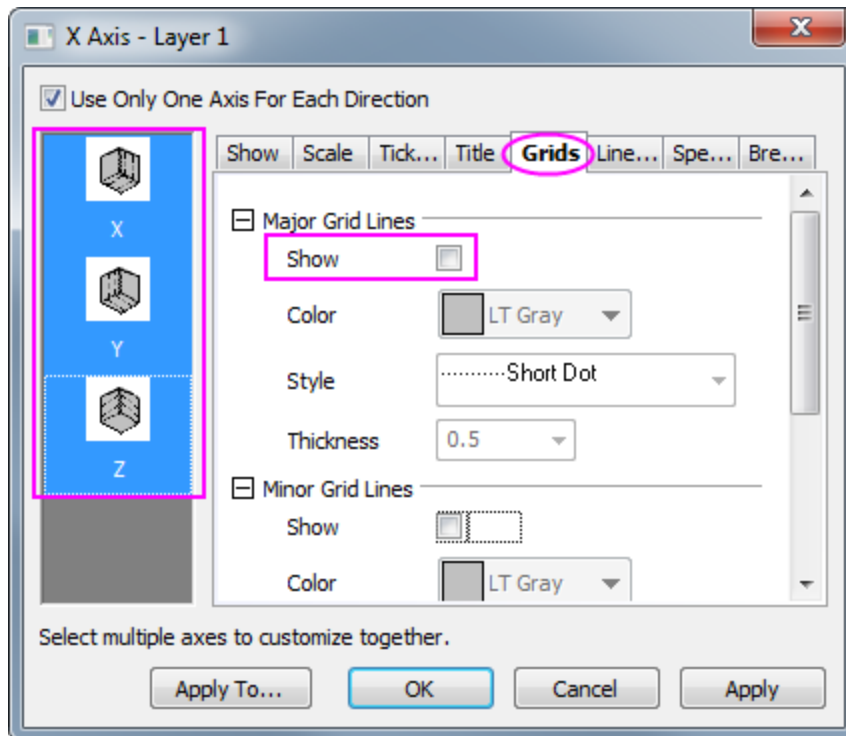 X Axis - Layer 1
Use Only One Axis For Each Direction
X
Y
Z
Show Scale Tick... Title Grids Line... Spe... Bre...
Major Grid Lines
Show
Color LT Gray
Style Short Dot
Thickness 0.5
Minor Grid Lines
Show
Color LT Gray
Select multiple axes to customize together.
Apply To... OK Cancel Apply